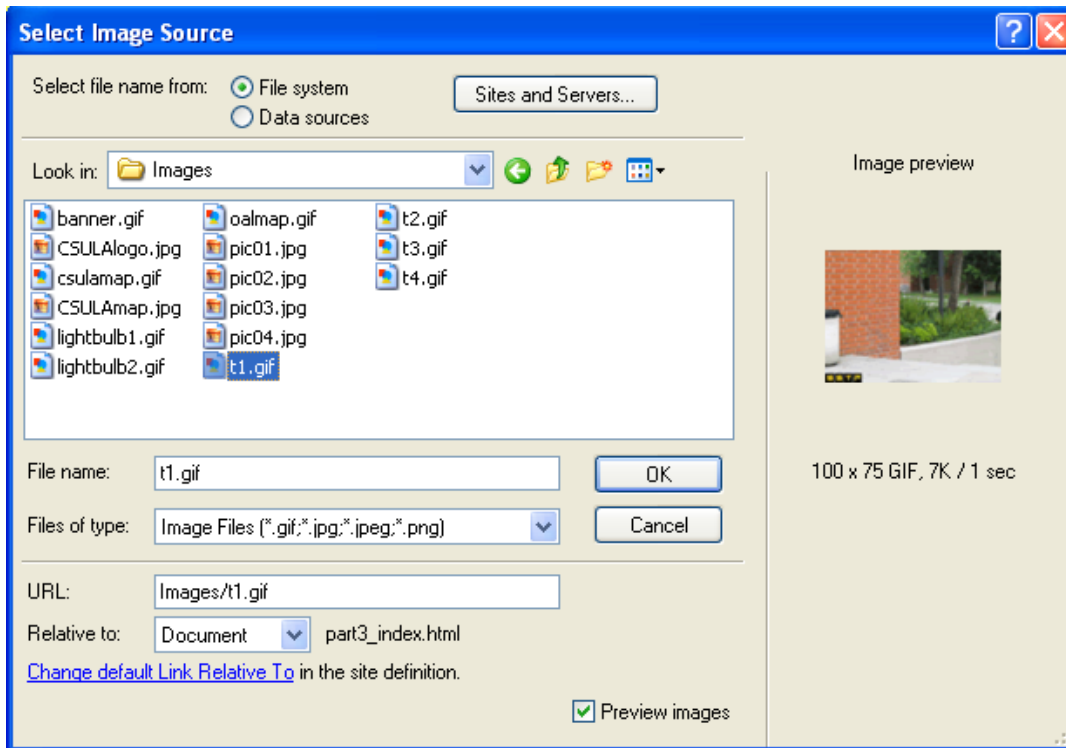 Select Image Source
Select file name from: File system Sites and Servers...
Data sources
Look in: Images
Image preview
banner.gif oalmap.gif t2.gif
CSULAlogo.jpg pic01.jpg t3.gif
csulamap.gif pic02.jpg t4.gif
CSULAmap.jpg pic03.jpg
lightbulb1.gif pic04.jpg
lightbulb2.gif t1.gif
File name: t1.gif OK
100 x 75 GIF, 7K / 1 sec
Files of type: Image Files (*.gif;*.jpg;*.jpeg;*.png) Cancel
URL: Images/t1.gif
Relative to: Document part3_index.html
Change default Link Relative To in the site definition.
Preview images